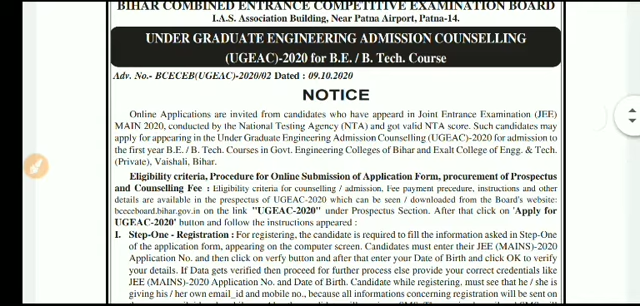 BIHAR COMBINED ENTRANCE COMPETITIVE EXAMINATION BOARD
I.A.S. Association Building, Near Patna Airport, Patna-14.
UNDER GRADUATE ENGINEERING ADMISSION COUNSELLING
(UGEAC)-2020 for B.E. / B. Tech. Course
Adv. No.- BCECEB(UGEAC)-2020/02 Dated : 09.10.2020
NOTICE
Online Applications are invited from candidates who have appeard in Joint Entrance Examination (JEE)
MAIN 2020, conducted by the National Testing Agency (NTA) and got valid NTA score. Such candidates may
apply for appearing in the Under Graduate Engineering Admission Counselling (UGEAC)-2020 for admission to
the first year B.E. / B. Tech. Courses in Govt. Engineering Colleges of Bihar and Exalt College of Engg. & Tech.
(Private), Vaishali, Bihar.
Eligibility criteria, Procedure for Online Submission of Application Form, procurement of Prospectus
and Counselling Fee : Eligibility criteria for counselling / admission, Fee payment procedure, instructions and other
details are available in the prespectus of UGEAC-2020 which can be seen / downloaded from the Board's website:
bceceboard.bihar.gov.in on the link "UGEAC-2020" under Prospectus Section. After that click on 'Apply for
UGEAC-2020' button and follow the instructions appeared :
1. Step-One - Registration : For registering, the candidate is required to fill the information asked in Step-One
of the application form, appearing on the computer screen. Candidates must enter their JEE (MAINS)-2020
Application No. and then click on verfy button and after that enter your Date of Birth and click OK to verify
your details. If Data gets verified then proceed for further process else provide your correct credentials like
JEE (MAINS)-2020 Application No. and Date of Birth. Candidate while registering, must see that he / she is
giving his / her own email_id and mobile no., because all informations concerning registration will be sent on